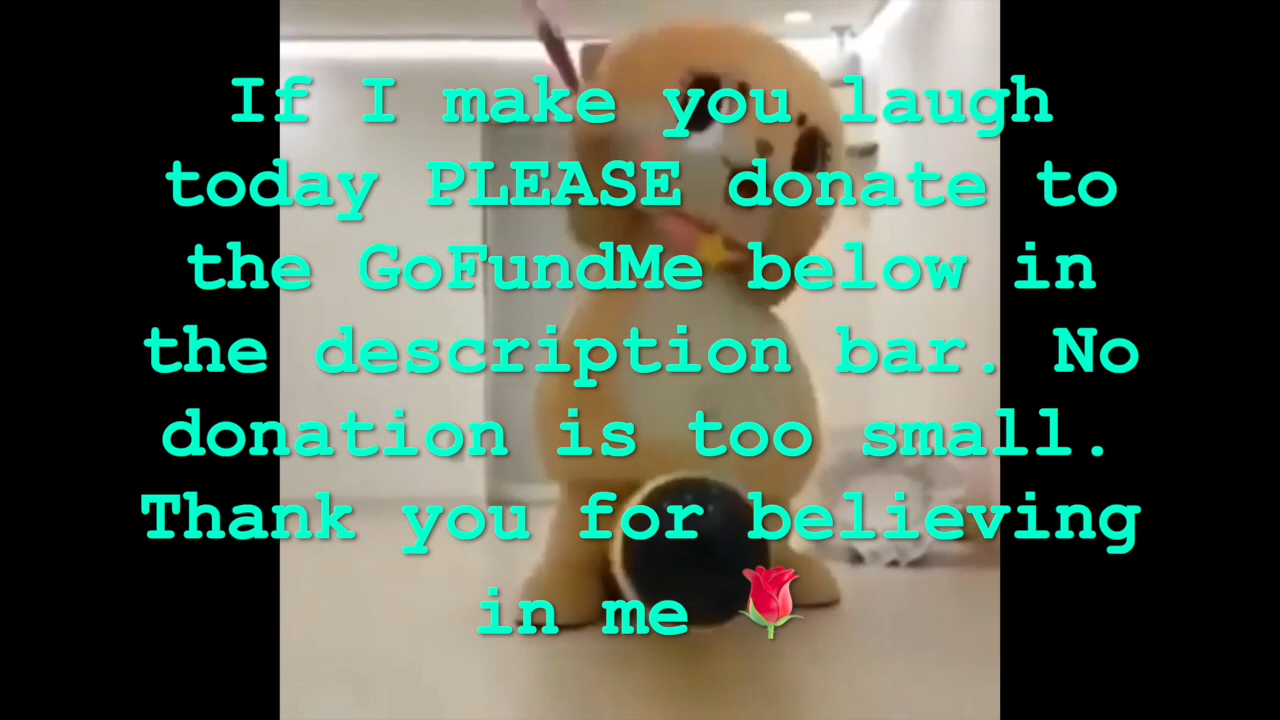 If I make you laugh
today PLEASE donate to
the GoFundMe below in
the description bar. No
donation is too small.
Thank you for believing
in me 🌹